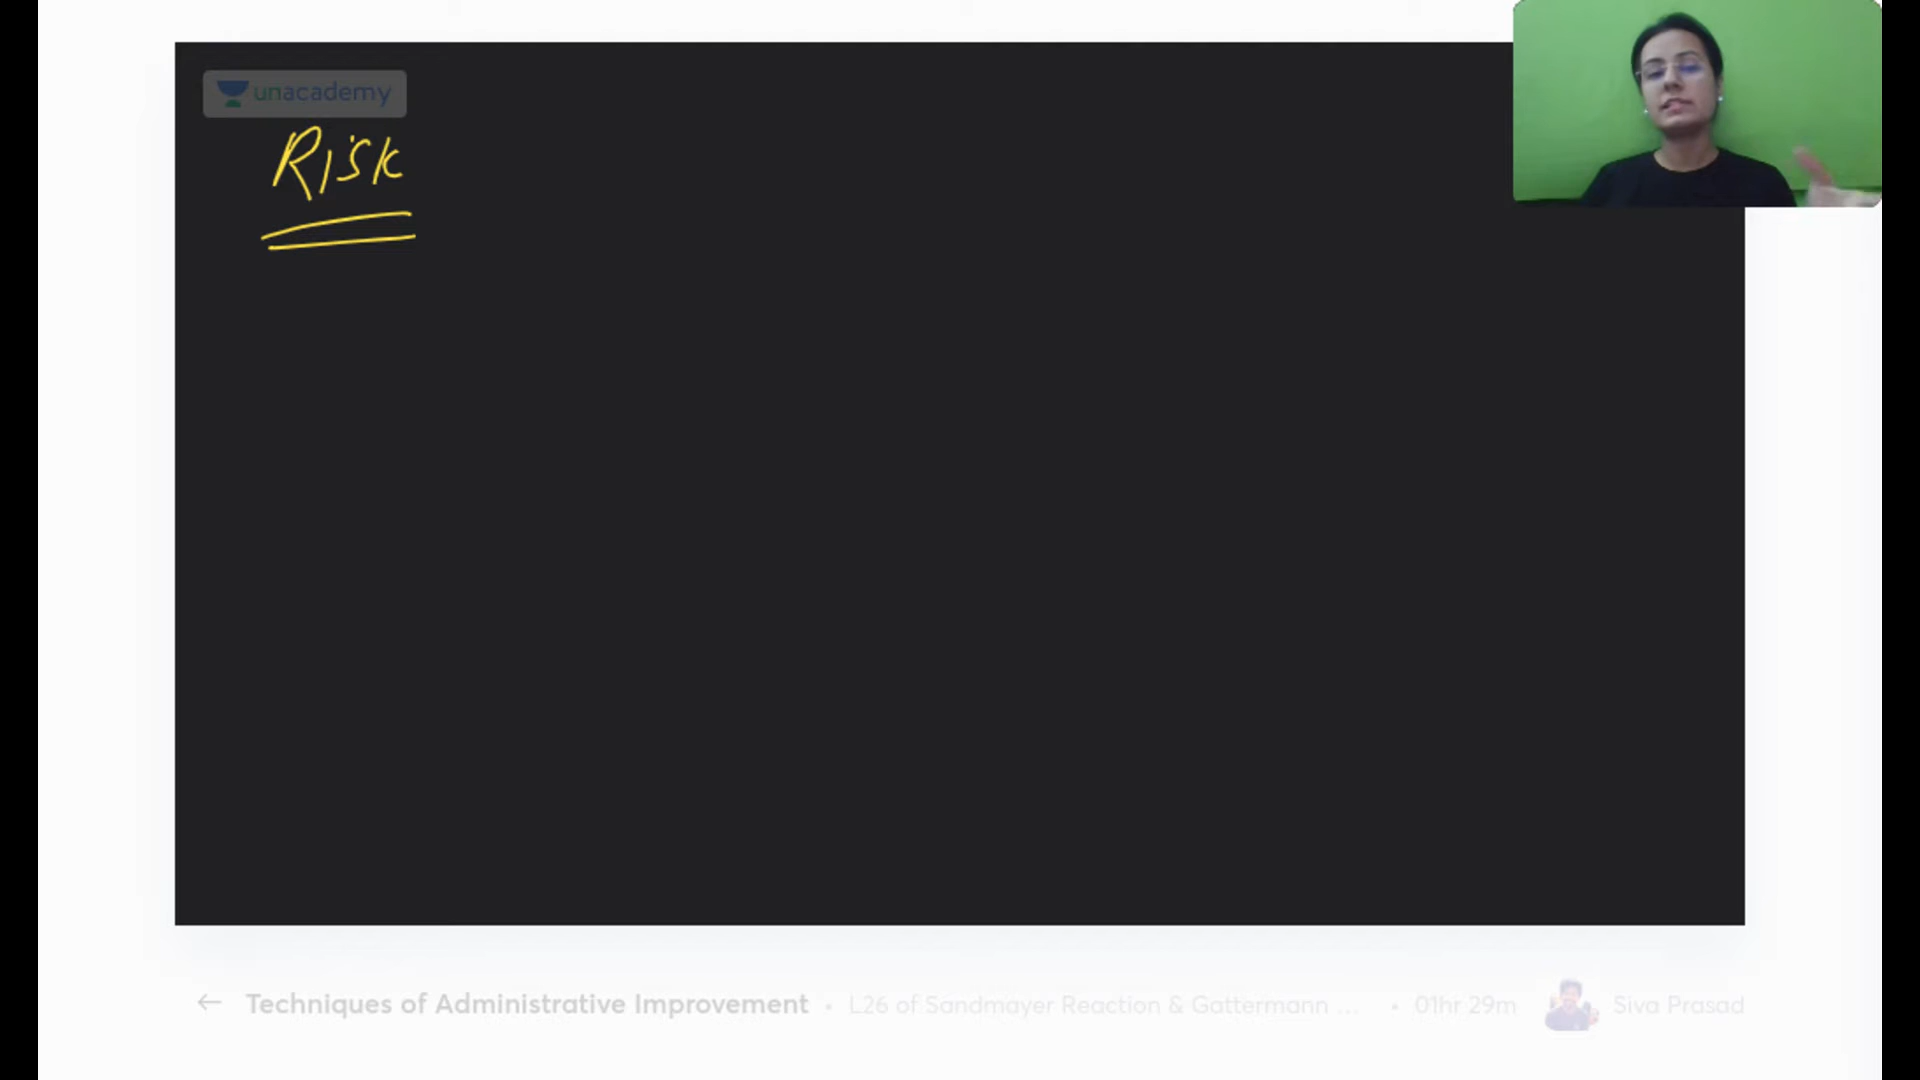 unacademy
Risk
Techniques of Administrative Improvement • L26 of Sandmayer Reaction & Gattermann ... • 01hr 29m Siva Prasad